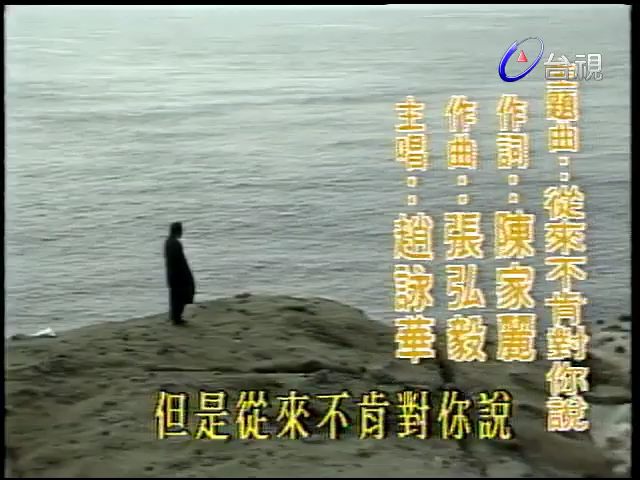 台視
主題曲：從來不肯對你說
作詞：陳家麗
作曲：張弘毅
主唱：趙詠華
但是從來不肯對你說